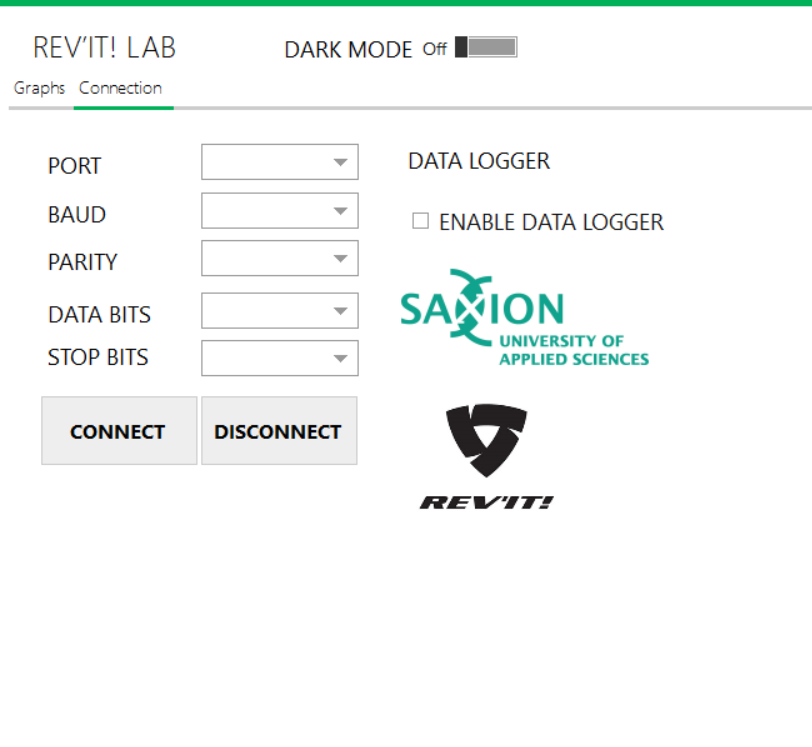 REV'IT! LAB
DARK MODE Off
Graphs Connection
PORT
BAUD
PARITY
DATA BITS
STOP BITS
CONNECT
DISCONNECT
DATA LOGGER
ENABLE DATA LOGGER
SAXION
UNIVERSITY OF
APPLIED SCIENCES
REV'IT!